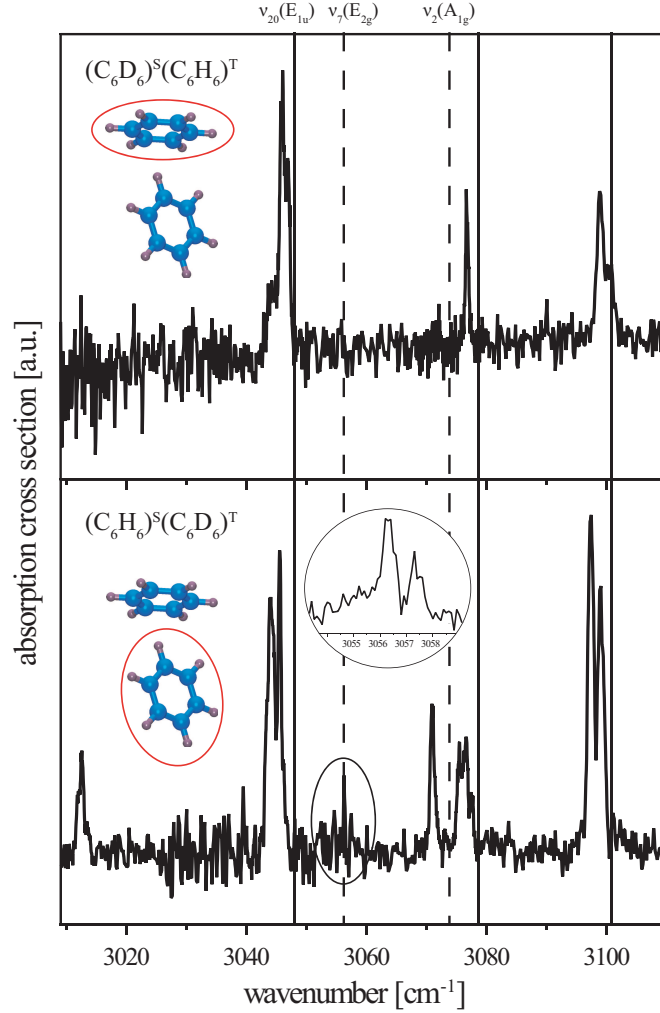 ν₂₀(E₁ᵤ) ν₇(E₂g) ν₂(A₁g)
(C₆D₆)ˢ(C₆H₆)ᵀ
absorption cross section [a.u.]
(C₆H₆)ˢ(C₆D₆)ᵀ
3055 3056 3057 3058
3020 3040 3060 3080 3100
wavenumber [cm⁻¹]